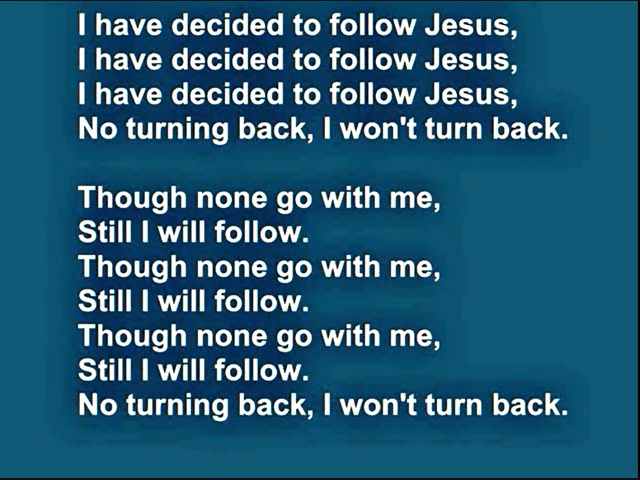 I have decided to follow Jesus,
I have decided to follow Jesus,
I have decided to follow Jesus,
No turning back, I won't turn back.
Though none go with me,
Still I will follow.
Though none go with me,
Still I will follow.
Though none go with me,
Still I will follow.
No turning back, I won't turn back.